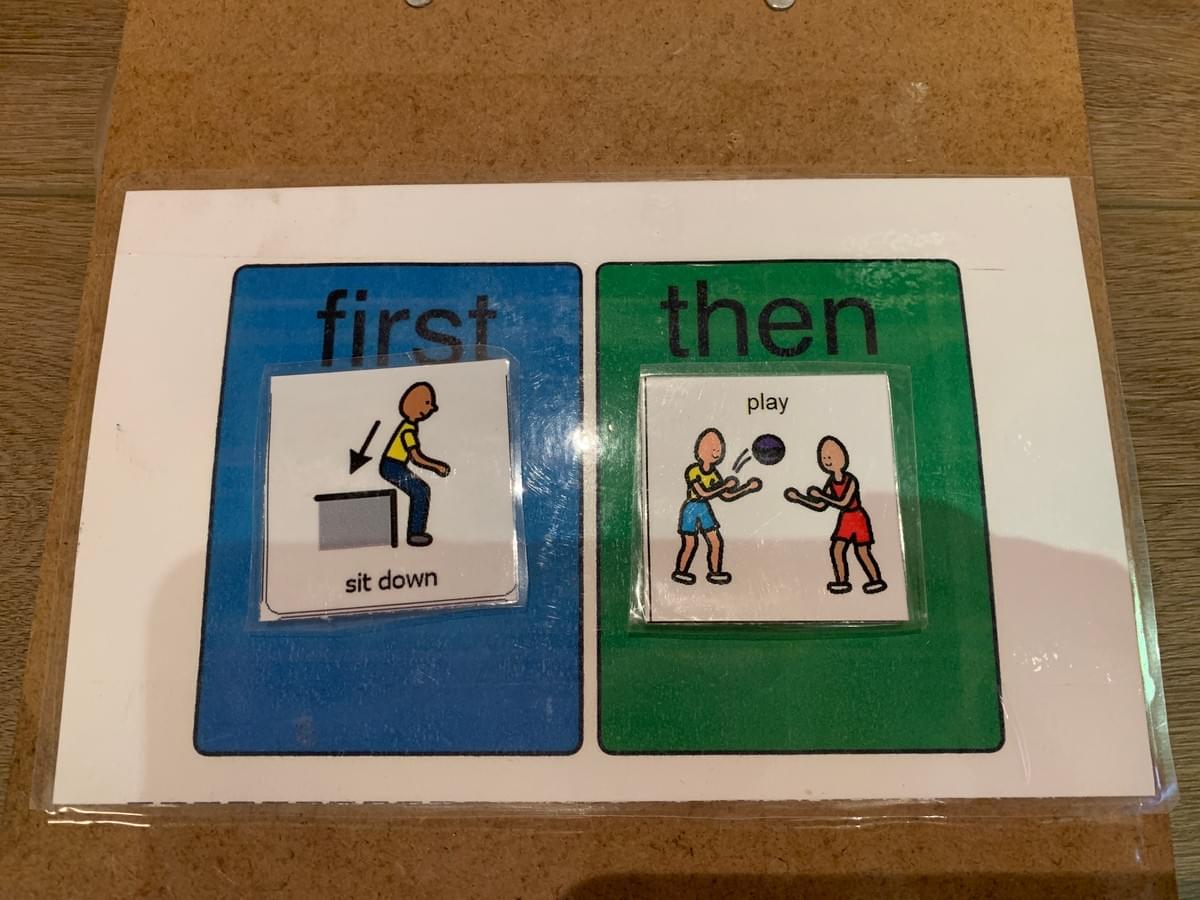 first
sit down
then
play